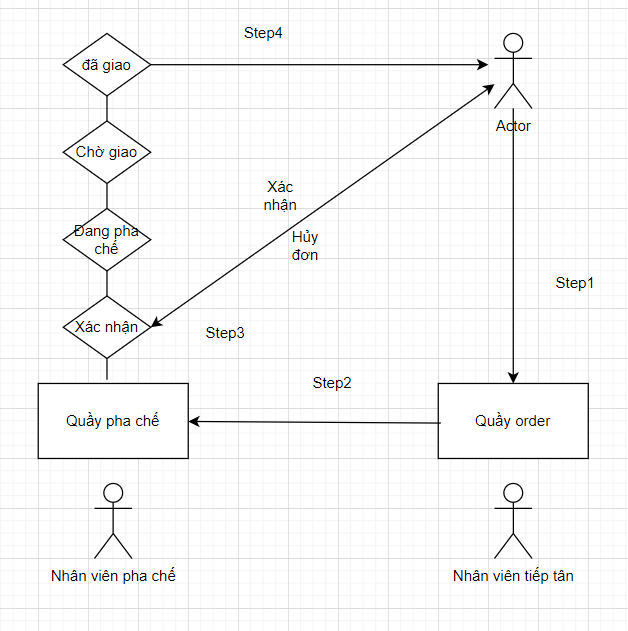 Step4
đã giao
Actor
Chờ giao
Xác
nhận
Đang pha
chế
Hủy
đơn
Step1
Xác nhận
Step3
Step2
Quầy pha chế
Quầy order
Nhân viên pha chế
Nhân viên tiếp tân